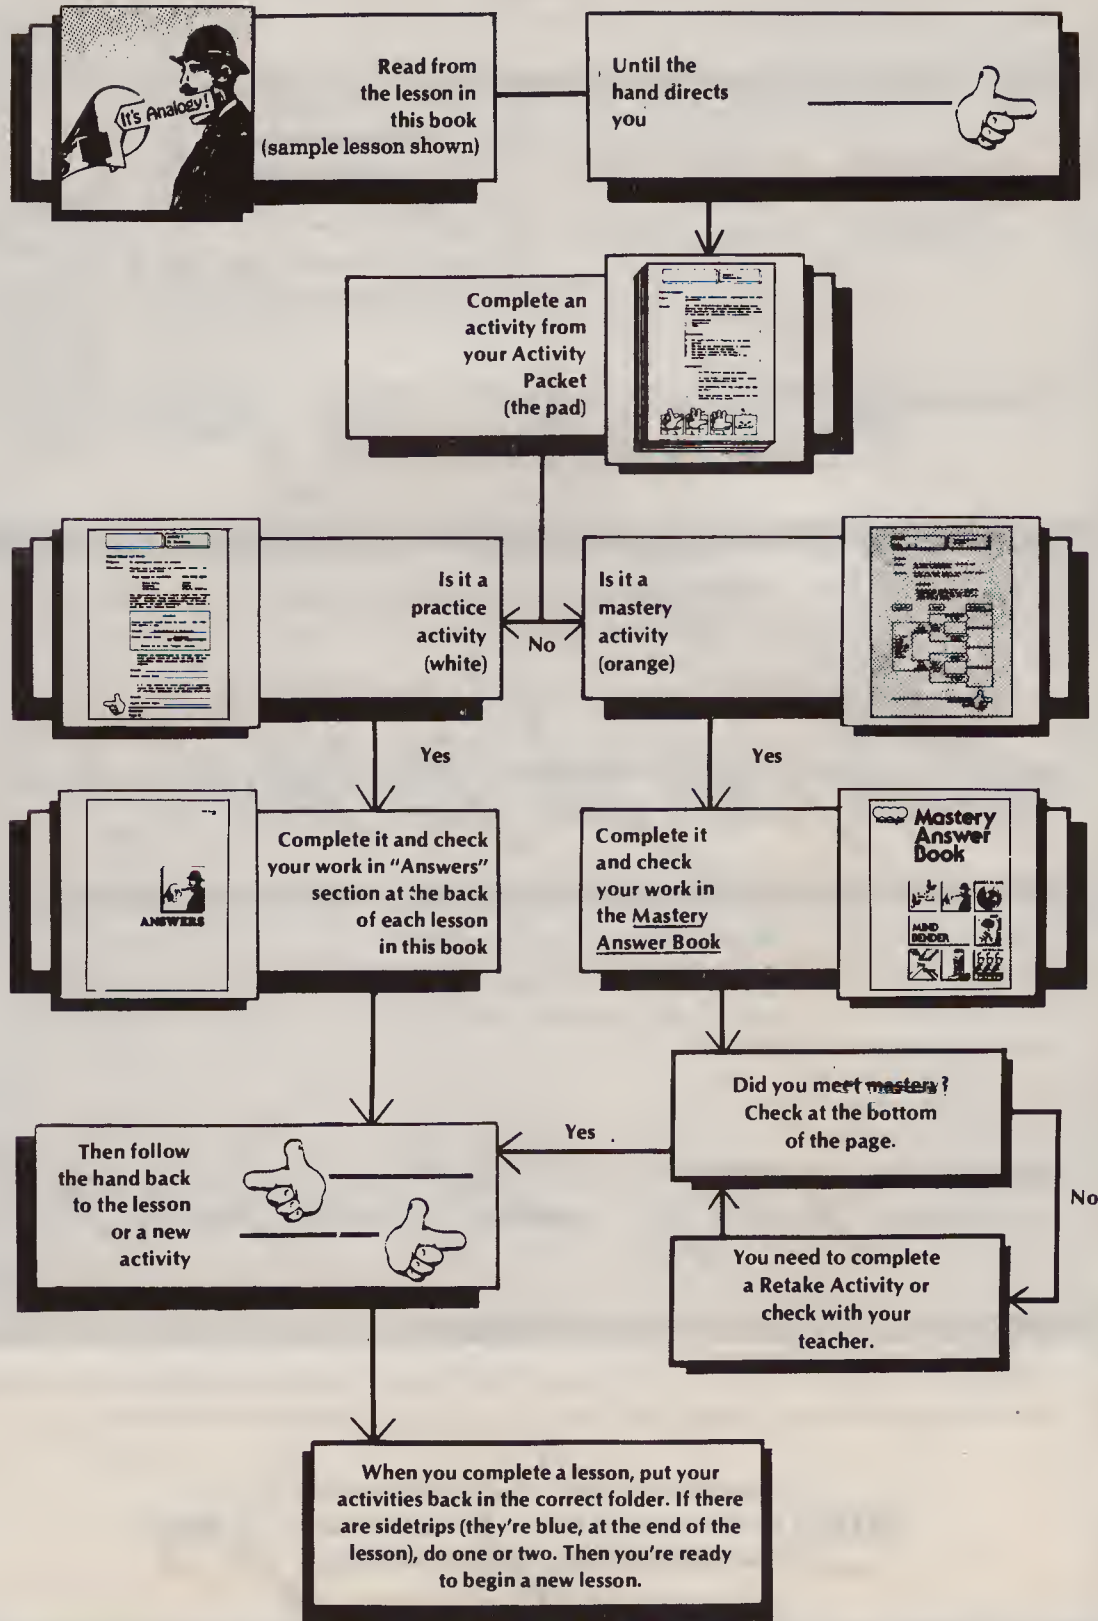 It's Analogy!
Read from
the lesson in
this book
(sample lesson shown)
Until the
hand directs
you
Complete an
activity from
your Activity
Packet
(the pad)
Is it a
practice
activity
(white)
No
Is it a
mastery
activity
(orange)
Yes
Yes
ANSWERS
Complete it and check
your work in "Answers"
section at the back
of each lesson
in this book
Complete it
and check
your work in
the Mastery
Answer Book
Mastery
Answer
Book
MIND
BENDER
Did you meet mastery?
Check at the bottom
of the page.
Yes
No
Then follow
the hand back
to the lesson
or a new
activity
You need to complete
a Retake Activity or
check with your
teacher.
When you complete a lesson, put your
activities back in the correct folder. If there
are sidetrips (they're blue, at the end of the
lesson), do one or two. Then you're ready
to begin a new lesson.